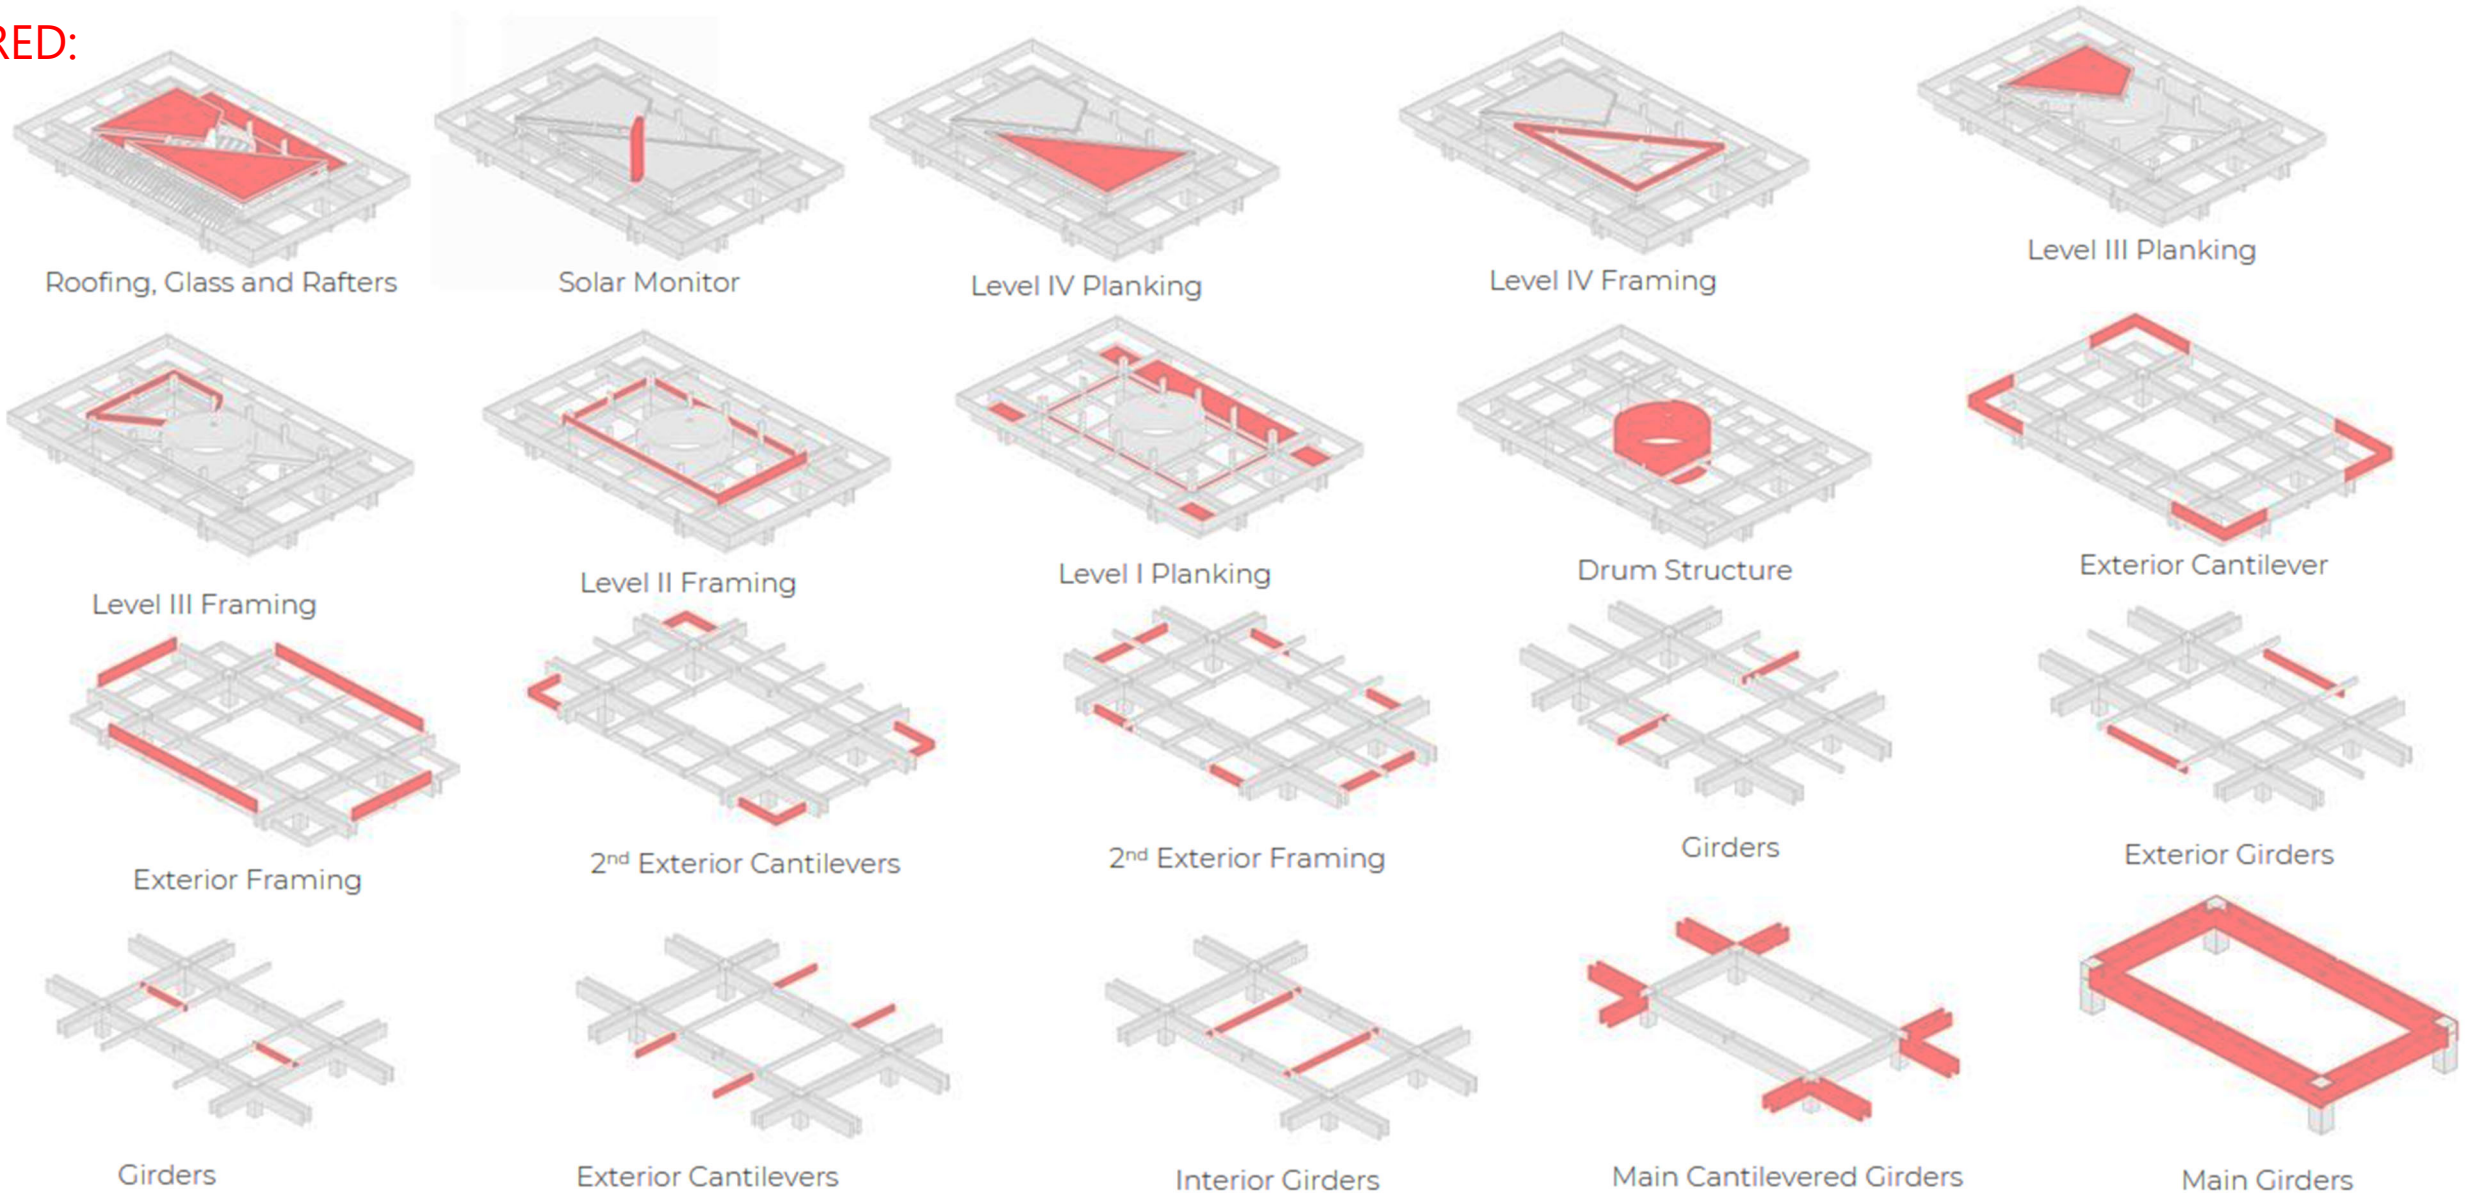 RED:
Roofing, Glass and Rafters
Solar Monitor
Level IV Planking
Level IV Framing
Level III Planking
Level III Framing
Level II Framing
Level I Planking
Drum Structure
Exterior Cantilever
Exterior Framing
2nd Exterior Cantilevers
2nd Exterior Framing
Girders
Exterior Girders
Girders
Exterior Cantilevers
Interior Girders
Main Cantilevered Girders
Main Girders